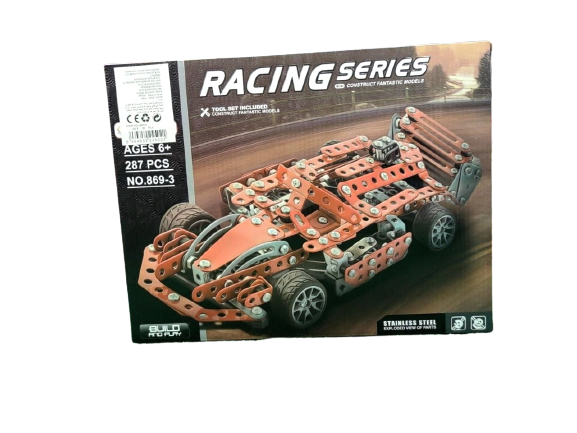 RACING SERIES
CONSTRUCT FANTASTIC MODELS
TOOL SET INCLUDED
CONSTRUCT FANTASTIC MODELS
CE
AGES 6+
287 PCS
NO.869-3
BUILD
AND PLAY
STAINLESS STEEL
EXPLODED VIEW OF PARTS